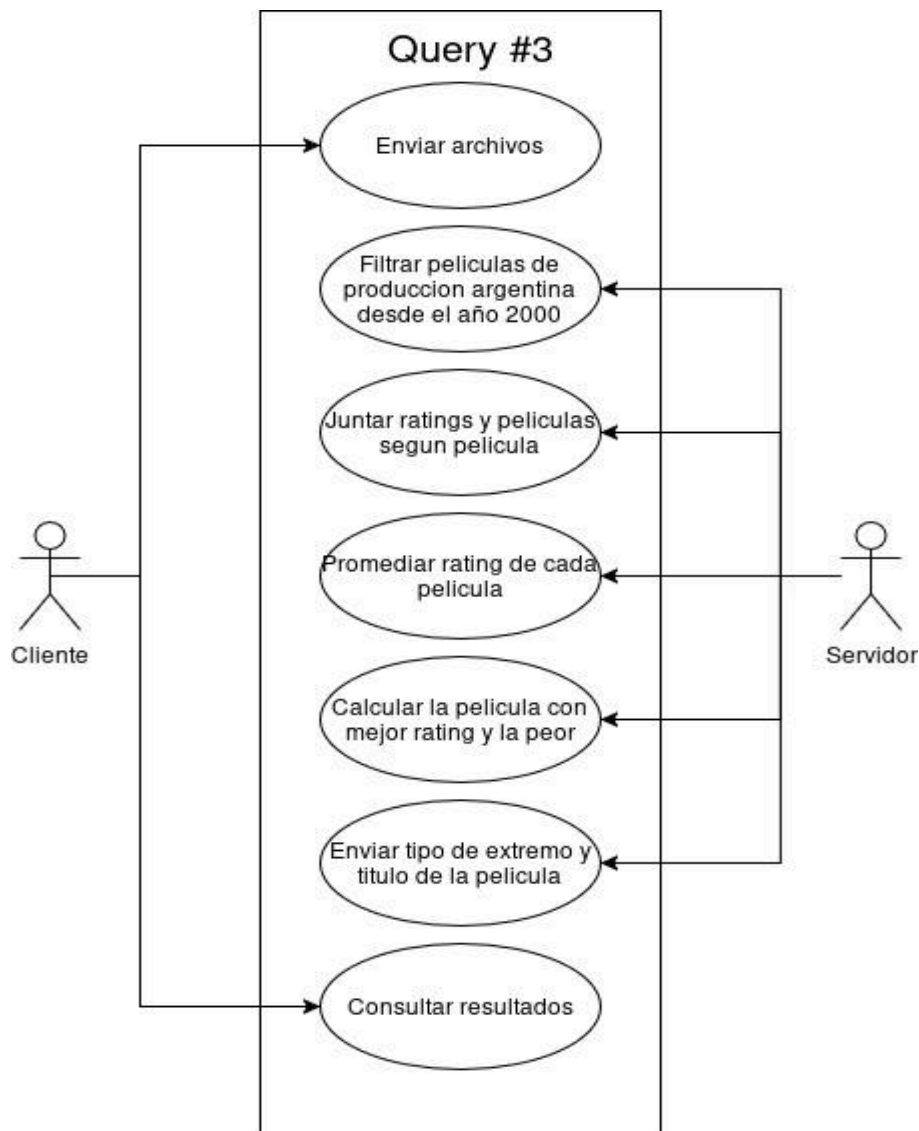 Query #3
Enviar archivos
Filtrar peliculas de
produccion argentina
desde el año 2000
Juntar ratings y peliculas
segun pelicula
Promediar rating de cada
pelicula
Cliente
Servidor
Calcular la pelicula con
mejor rating y la peor
Enviar tipo de extremo y
titulo de la pelicula
Consultar resultados